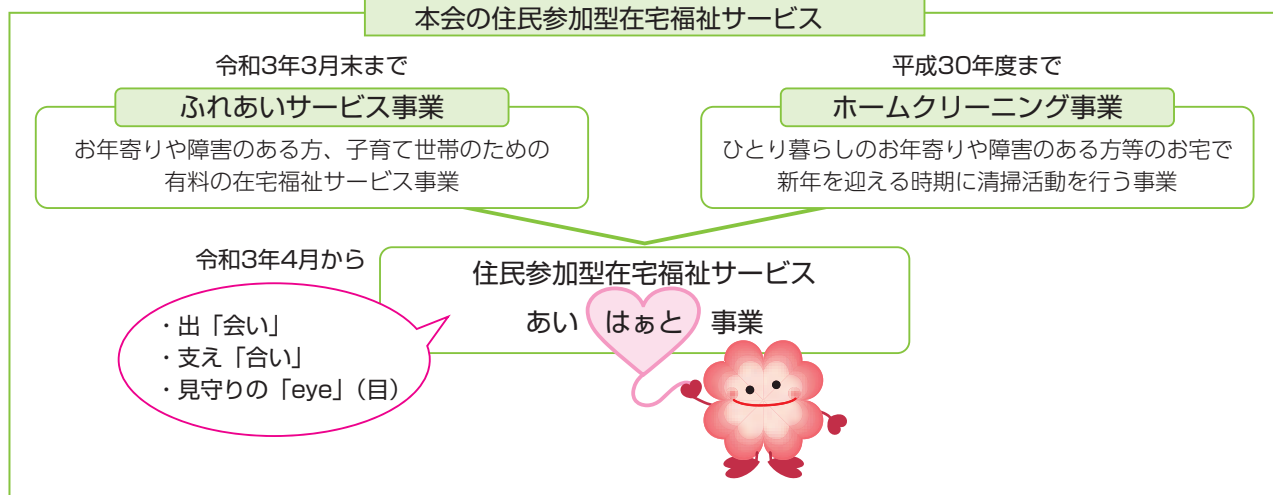 本会の住民参加型在宅福祉サービス
令和3年3月末まで
ふれあいサービス事業
お年寄りや障害のある方、子育て世帯のための
有料の在宅福祉サービス事業
平成30年度まで
ホームクリーニング事業
ひとり暮らしのお年寄りや障害のある方等のお宅で
新年を迎える時期に清掃活動を行う事業
令和3年4月から
住民参加型在宅福祉サービス
あい はぁと 事業
・出「会い」
・支え「合い」
・見守りの「eye」(目)